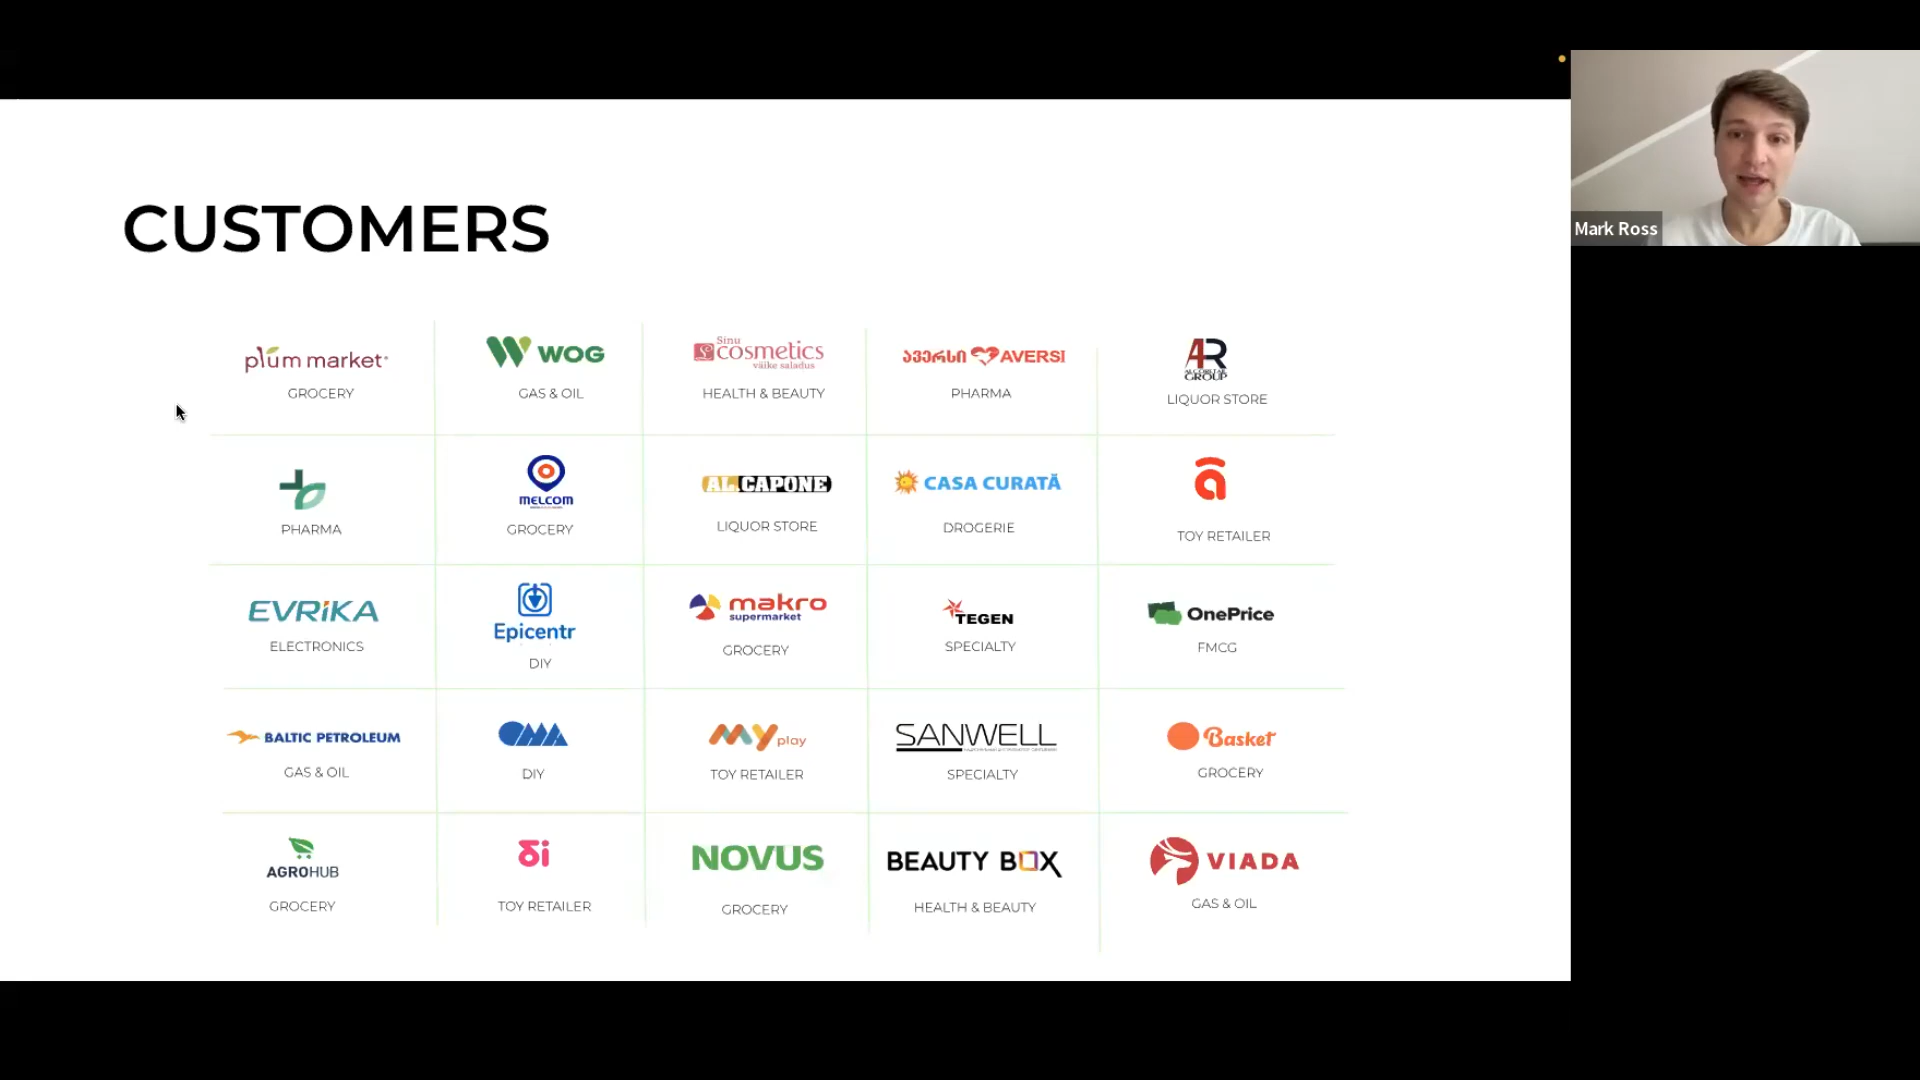 Mark Ross
CUSTOMERS
plum market
GROCERY
WOG
GAS & OIL
Sinu
cosmetics
väike saladus
HEALTH & BEAUTY
ავერსი AVERSI
PHARMA
AR
GROUP
LIQUOR STORE
PHARMA
MELCOM
GROCERY
AL CAPONE
LIQUOR STORE
CASA CURATĂ
DROGERIE
TOY RETAILER
EVRIKA
ELECTRONICS
Epicentr
DIY
makro
supermarket
GROCERY
TEGEN
SPECIALTY
OnePrice
FMCG
BALTIC PETROLEUM
GAS & OIL
DIY
MY play
TOY RETAILER
SANWELL
SPECIALTY
Basket
GROCERY
AGROHUB
GROCERY
TOY RETAILER
NOVUS
GROCERY
BEAUTY BOX
HEALTH & BEAUTY
VIADA
GAS & OIL